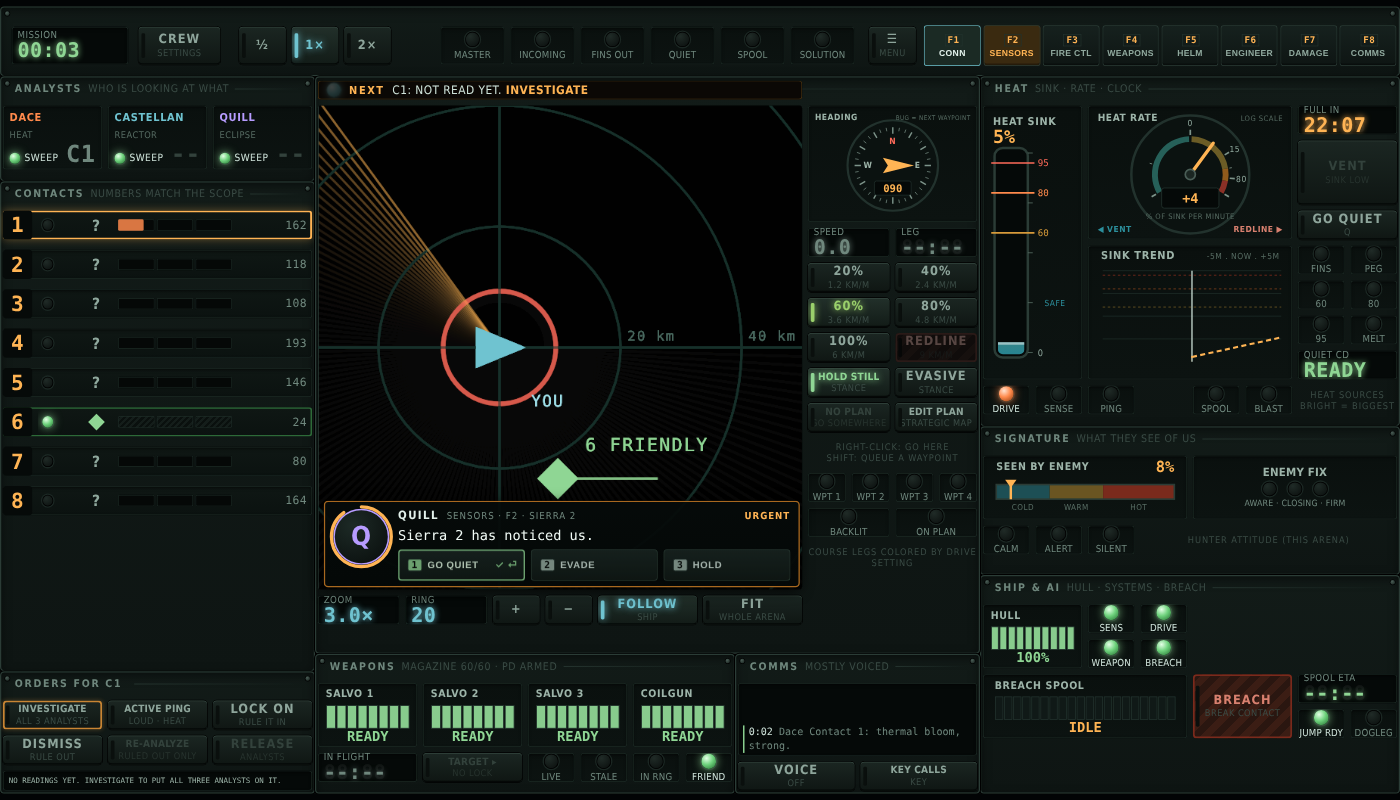 MISSION
00:03
CREW
SETTINGS
½
1×
2×
MASTER
INCOMING
FINS OUT
QUIET
SPOOL
SOLUTION
☰
MENU
F1
CONN
F2
SENSORS
F3
FIRE CTL
F4
WEAPONS
F5
HELM
F6
ENGINEER
F7
DAMAGE
F8
COMMS
ANALYSTS WHO IS LOOKING AT WHAT
DACE
HEAT
SWEEP C1
CASTELLAN
REACTOR
SWEEP --
QUILL
ECLIPSE
SWEEP --
CONTACTS NUMBERS MATCH THE SCOPE
1 ? 162
2 ? 118
3 ? 108
4 ? 193
5 ? 146
6 24
7 ? 80
8 ? 164
ORDERS FOR C1
INVESTIGATE
ALL 3 ANALYSTS
ACTIVE PING
LOUD · HEAT
LOCK ON
RULE IT IN
DISMISS
RULE OUT
RE-ANALYZE
RULED OUT ONLY
RELEASE
ANALYSTS
NO READINGS YET. INVESTIGATE TO PUT ALL THREE ANALYSTS ON IT.
NEXT C1: NOT READ YET. INVESTIGATE
20 km
40 km
YOU
6 FRIENDLY
Q
QUILL SENSORS · F2 · SIERRA 2 URGENT
Sierra 2 has noticed us.
1 GO QUIET
2 EVADE
3 HOLD
ZOOM
3.0×
RING
20
+
−
FOLLOW
SHIP
FIT
WHOLE ARENA
HEADING
BUG = NEXT WAYPOINT
N
W
E
S
090
SPEED
0.0
LEG
--:--
20%
1.2 KM/M
40%
2.4 KM/M
60%
3.6 KM/M
80%
4.8 KM/M
100%
6 KM/M
REDLINE
HOLD STILL
STANCE
EVASIVE
STANCE
NO PLAN
GO SOMEWHERE
EDIT PLAN
STRATEGIC MAP
RIGHT-CLICK: GO HERE
SHIFT: QUEUE A WAYPOINT
WPT 1
WPT 2
WPT 3
WPT 4
BACKLIT
ON PLAN
COURSE LEGS COLORED BY DRIVE
SETTING
WEAPONS MAGAZINE 60/60 · PD ARMED
SALVO 1
READY
SALVO 2
READY
SALVO 3
READY
COILGUN
READY
IN FLIGHT
--:--
TARGET ▸
NO LOCK
LIVE
STALE
IN RNG
FRIEND
COMMS MOSTLY VOICED
0:02 Dace Contact 1: thermal bloom,
strong.
VOICE
OFF
KEY CALLS
KEY
HEAT SINK · RATE · CLOCK
HEAT SINK
5%
95
80
60
SAFE
0
HEAT RATE
LOG SCALE
0
15
80
+4
% OF SINK PER MINUTE
◀ VENT
REDLINE ▶
SINK TREND
-5M . NOW . +5M
FULL IN
22:07
VENT
SINK LOW
GO QUIET
Q
FINS
PEG
60
80
95
MELT
QUIET CD
READY
DRIVE
SENSE
PING
SPOOL
BLAST
HEAT SOURCES
BRIGHT = BIGGEST
SIGNATURE WHAT THEY SEE OF US
SEEN BY ENEMY
8%
COLD
WARM
HOT
ENEMY FIX
AWARE · CLOSING · FIRM
CALM
ALERT
SILENT
HUNTER ATTITUDE (THIS ARENA)
SHIP & AI HULL · SYSTEMS · BREACH
HULL
100%
SENS
DRIVE
WEAPON
BREACH
BREACH SPOOL
IDLE
BREACH
BREAK CONTACT
SPOOL ETA
--:--
JUMP RDY
DOGLEG